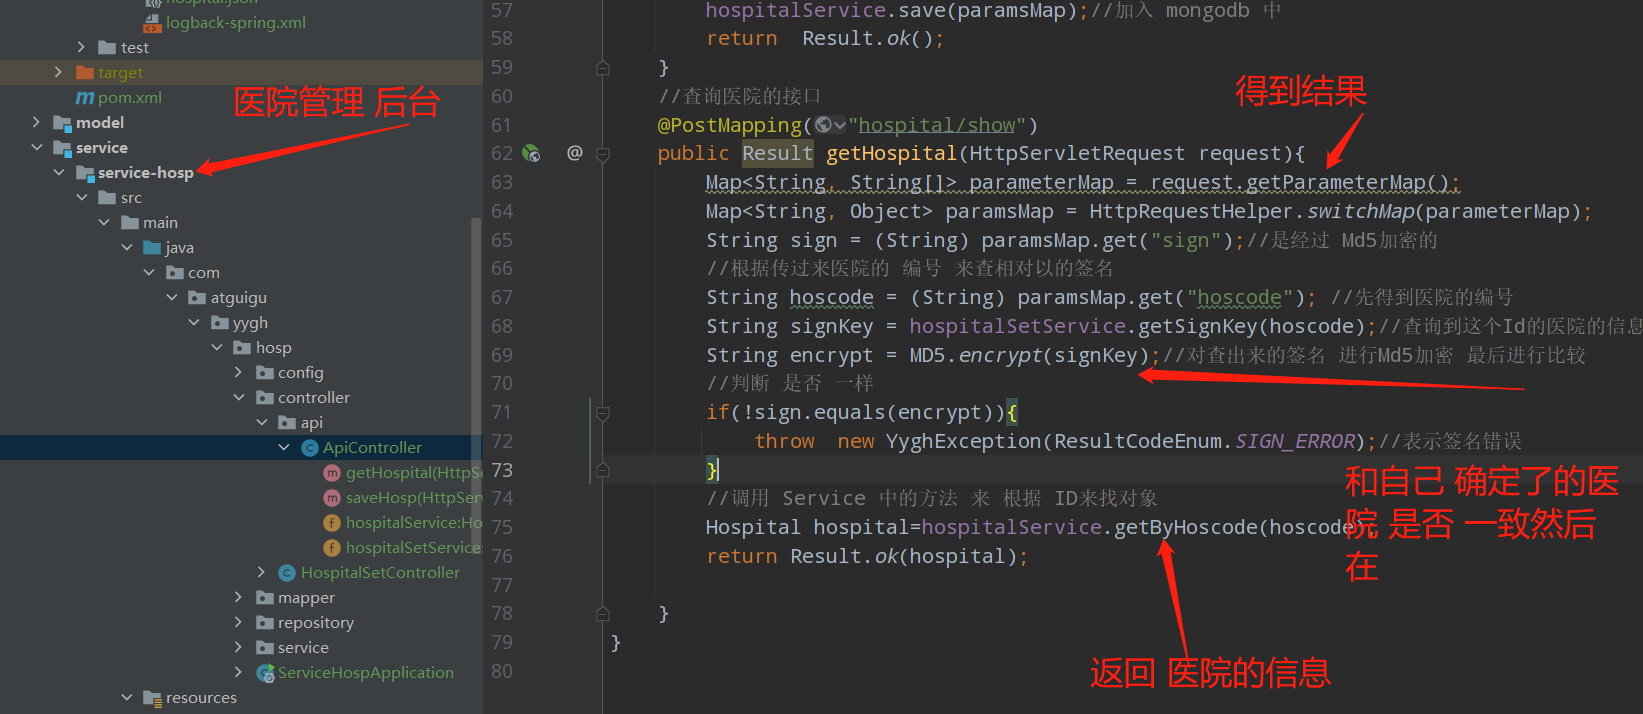 hospital.json
logback-spring.xml
test
target
pom.xml
model
service
service-hosp
src
main
java
com
atguigu
yygh
hosp
config
controller
api
ApiController
getHospital(HttpSe
saveHosp(HttpServ
hospitalService:Ho
hospitalSetService:
HospitalSetController
mapper
repository
service
ServiceHospApplication
resources
医院管理 后台
57 hospitalService.save(paramsMap);//加入 mongodb 中
58 return Result.ok();
59 }
60 //查询医院的接口
61 @PostMapping("hospital/show")
62 @ public Result getHospital(HttpServletRequest request){
63 Map<String, String[]> parameterMap = request.getParameterMap();
64 Map<String, Object> paramsMap = HttpRequestHelper.switchMap(parameterMap);
65 String sign = (String) paramsMap.get("sign");//是经过 Md5加密的
66 //根据传过来医院的 编号 来查相对以的签名
67 String hoscode = (String) paramsMap.get("hoscode"); //先得到医院的编号
68 String signKey = hospitalSetService.getSignKey(hoscode);//查询到这个Id的医院的信息
69 String encrypt = MD5.encrypt(signKey);//对查出来的签名 进行Md5加密 最后进行比较
70 //判断 是否 一样
71 if(!sign.equals(encrypt)){
72 throw new YyghException(ResultCodeEnum.SIGN_ERROR);//表示签名错误
73 }
74 //调用 Service 中的方法 来 根据 ID来找对象
75 Hospital hospital=hospitalService.getByHoscode(hoscode);
76 return Result.ok(hospital);
77
78 }
79 }
80
得到结果
和自己 确定了的医
院 是否 一致然后
在
返回 医院的信息